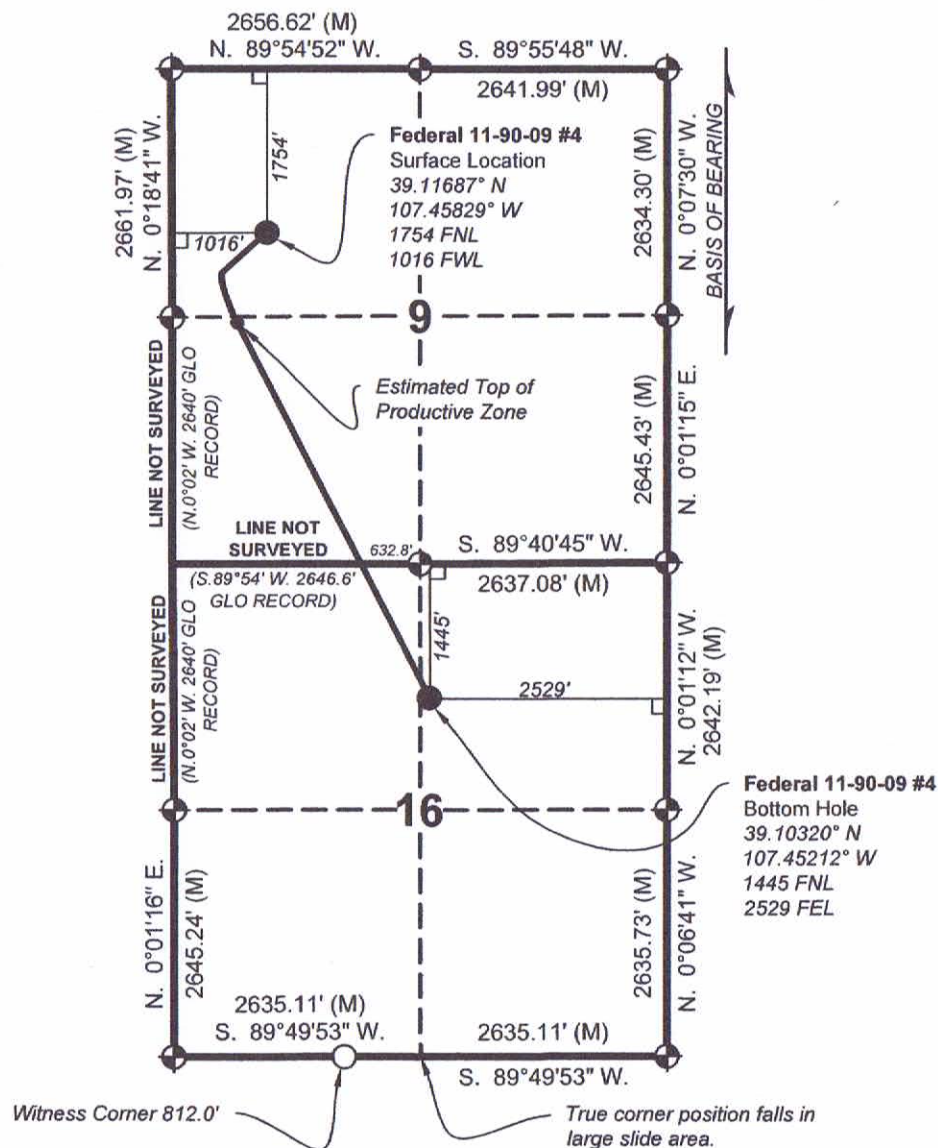 2656.62' (M)
N. 89°54'52" W.
S. 89°55'48" W.
2641.99' (M)
2661.97' (M)
N. 0°18'41" W.
1754'
1016'
Federal 11-90-09 #4
Surface Location
39.11687° N
107.45829° W
1754 FNL
1016 FWL
2634.30' (M)
N. 0°07'30" W.
BASIS OF BEARING
9
Estimated Top of
Productive Zone
LINE NOT SURVEYED
(N.0°02' W. 2640' GLO
RECORD)
2645.43' (M)
N. 0°01'15" E.
LINE NOT
SURVEYED
632.8'
(S.89°54' W. 2646.6'
GLO RECORD)
S. 89°40'45" W.
2637.08' (M)
LINE NOT SURVEYED
(N.0°02' W. 2640' GLO
RECORD)
1445'
2529'
N. 0°01'12" W.
2642.19' (M)
Federal 11-90-09 #4
Bottom Hole
39.10320° N
107.45212° W
1445 FNL
2529 FEL
16
N. 0°01'16" E.
2645.24' (M)
2635.73' (M)
N. 0°06'41" W.
2635.11' (M)
S. 89°49'53" W.
2635.11' (M)
S. 89°49'53" W.
Witness Corner 812.0'
True corner position falls in
large slide area.